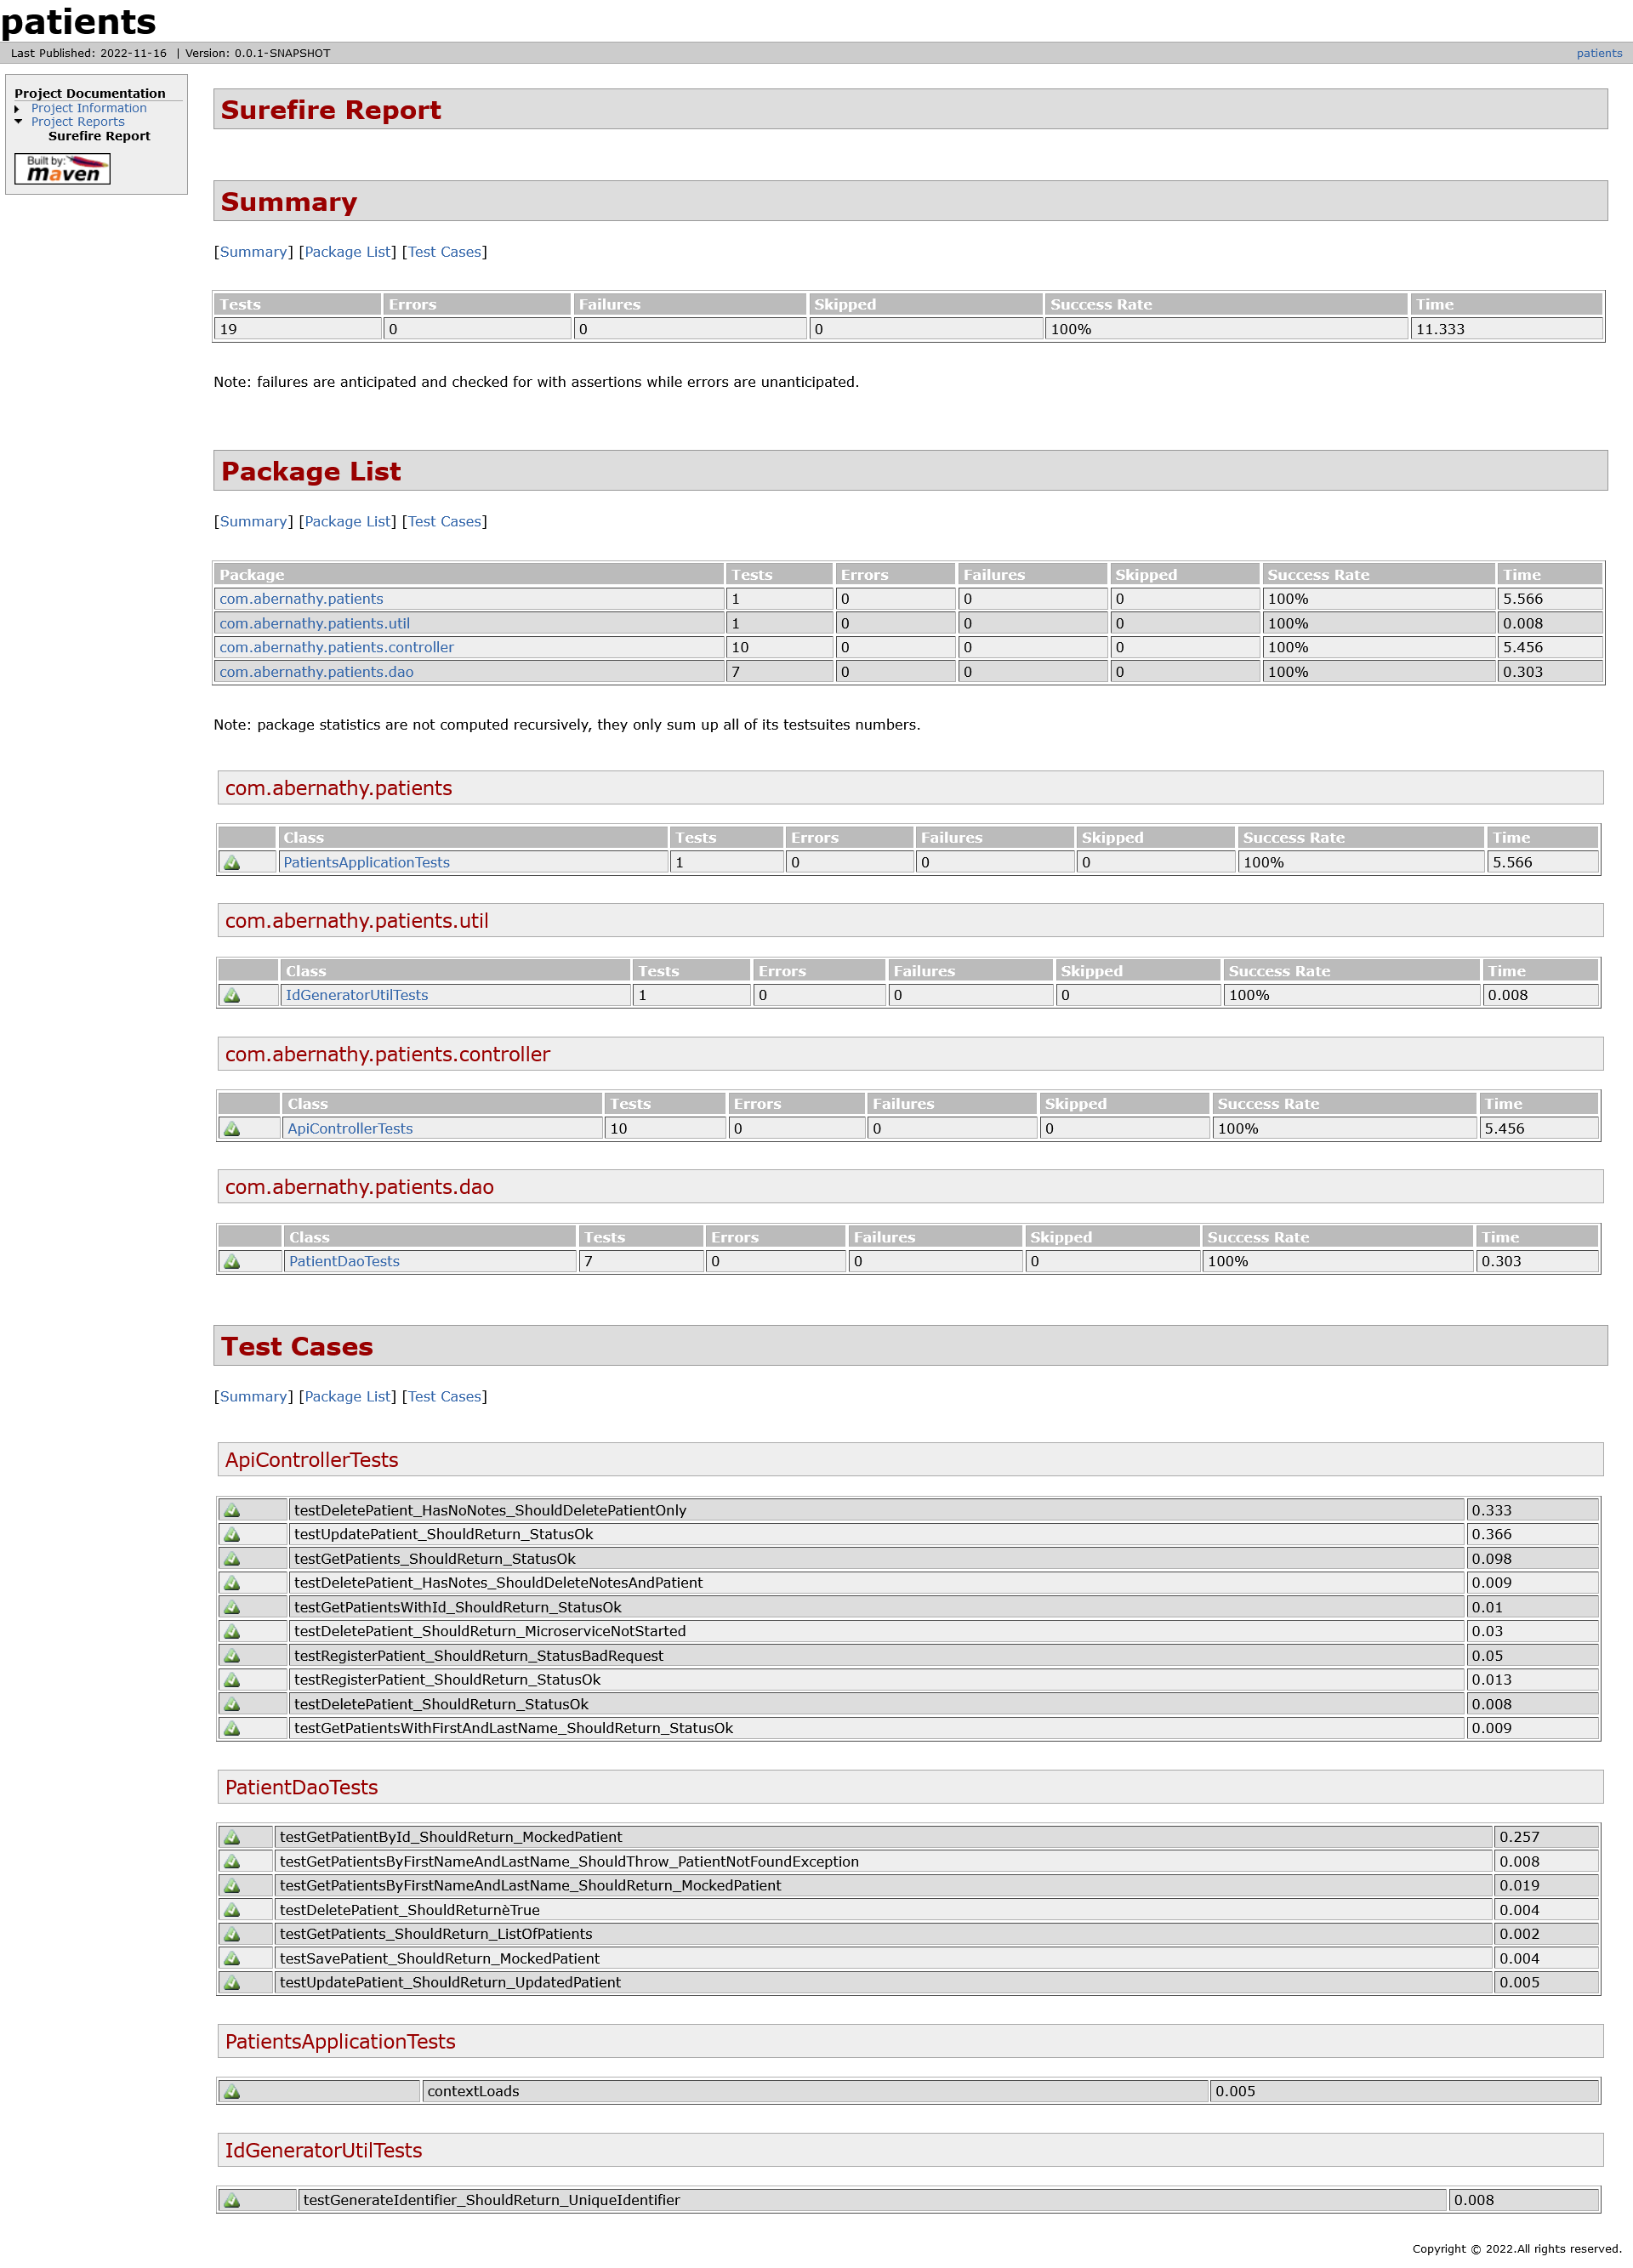 patients
Last Published: 2022-11-16 | Version: 0.0.1-SNAPSHOT patients
Project Documentation
Project Information
Project Reports
Surefire Report
Built by:
maven
Surefire Report
Summary
[Summary] [Package List] [Test Cases]
Tests Errors Failures Skipped Success Rate Time
19 0 0 0 100% 11.333
Note: failures are anticipated and checked for with assertions while errors are unanticipated.
Package List
[Summary] [Package List] [Test Cases]
Package Tests Errors Failures Skipped Success Rate Time
com.abernathy.patients 1 0 0 0 100% 5.566
com.abernathy.patients.util 1 0 0 0 100% 0.008
com.abernathy.patients.controller 10 0 0 0 100% 5.456
com.abernathy.patients.dao 7 0 0 0 100% 0.303
Note: package statistics are not computed recursively, they only sum up all of its testsuites numbers.
com.abernathy.patients
Class Tests Errors Failures Skipped Success Rate Time
PatientsApplicationTests 1 0 0 0 100% 5.566
com.abernathy.patients.util
Class Tests Errors Failures Skipped Success Rate Time
IdGeneratorUtilTests 1 0 0 0 100% 0.008
com.abernathy.patients.controller
Class Tests Errors Failures Skipped Success Rate Time
ApiControllerTests 10 0 0 0 100% 5.456
com.abernathy.patients.dao
Class Tests Errors Failures Skipped Success Rate Time
PatientDaoTests 7 0 0 0 100% 0.303
Test Cases
[Summary] [Package List] [Test Cases]
ApiControllerTests
testDeletePatient_HasNoNotes_ShouldDeletePatientOnly 0.333
testUpdatePatient_ShouldReturn_StatusOk 0.366
testGetPatients_ShouldReturn_StatusOk 0.098
testDeletePatient_HasNotes_ShouldDeleteNotesAndPatient 0.009
testGetPatientsWithId_ShouldReturn_StatusOk 0.01
testDeletePatient_ShouldReturn_MicroserviceNotStarted 0.03
testRegisterPatient_ShouldReturn_StatusBadRequest 0.05
testRegisterPatient_ShouldReturn_StatusOk 0.013
testDeletePatient_ShouldReturn_StatusOk 0.008
testGetPatientsWithFirstAndLastName_ShouldReturn_StatusOk 0.009
PatientDaoTests
testGetPatientById_ShouldReturn_MockedPatient 0.257
testGetPatientsByFirstNameAndLastName_ShouldThrow_PatientNotFoundException 0.008
testGetPatientsByFirstNameAndLastName_ShouldReturn_MockedPatient 0.019
testDeletePatient_ShouldReturnèTrue 0.004
testGetPatients_ShouldReturn_ListOfPatients 0.002
testSavePatient_ShouldReturn_MockedPatient 0.004
testUpdatePatient_ShouldReturn_UpdatedPatient 0.005
PatientsApplicationTests
contextLoads 0.005
IdGeneratorUtilTests
testGenerateIdentifier_ShouldReturn_UniqueIdentifier 0.008
Copyright © 2022.All rights reserved.